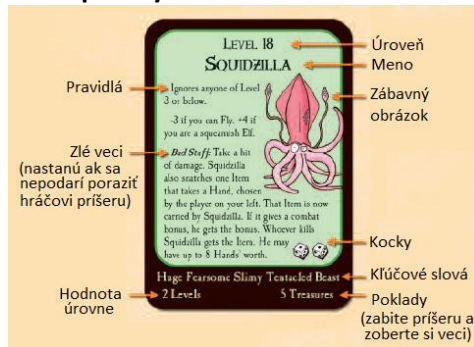 LEVEL 18
SQUIDZILLA
Ignores anyone of Level
3 or below.
-3 if you can Fly. +4 if
you are a squeamish Elf.
Bad Stuff: Take a hit
of damage. Squidzilla
also snatches one Item
that takes a Hand, chosen
by the player on your left. That Item is now
carried by Squidzilla. If it gives a combat
bonus, he gets the bonus. Whoever kills
Squidzilla gets the Item. He may
have up to 8 Hands' worth.
Huge Fearsome Slimy Tentacled Beast
2 Levels
5 Treasures
Pravidlá
Zlé veci
(nastanú ak sa
nepodarí poraziť
hráčovi príšeru)
Hodnota
úrovne
Úroveň
Meno
Zábavný
obrázok
Kocky
Kľúčové slová
Poklady
(zabite príšeru a
zoberte si veci)